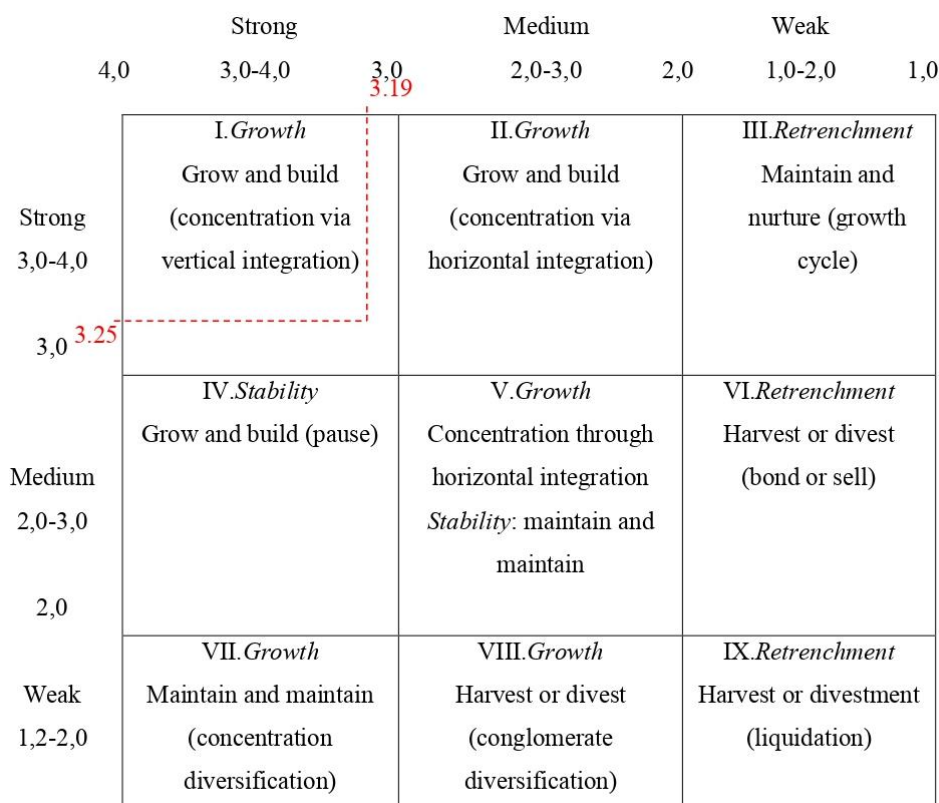 Strong Medium Weak
4,0 3,0-4,0 3,0 2,0-3,0 2,0 1,0-2,0 1,0
3.19
I.Growth
Grow and build
(concentration via
vertical integration)
II.Growth
Grow and build
(concentration via
horizontal integration)
III.Retrenchment
Maintain and
nurture (growth
cycle)
Strong
3,0-4,0
3,0
3.25
IV.Stability
Grow and build (pause)
V.Growth
Concentration through
horizontal integration
Stability: maintain and
maintain
VI.Retrenchment
Harvest or divest
(bond or sell)
Medium
2,0-3,0
2,0
VII.Growth
Maintain and maintain
(concentration
diversification)
VIII.Growth
Harvest or divest
(conglomerate
diversification)
IX.Retrenchment
Harvest or divestment
(liquidation)
Weak
1,2-2,0